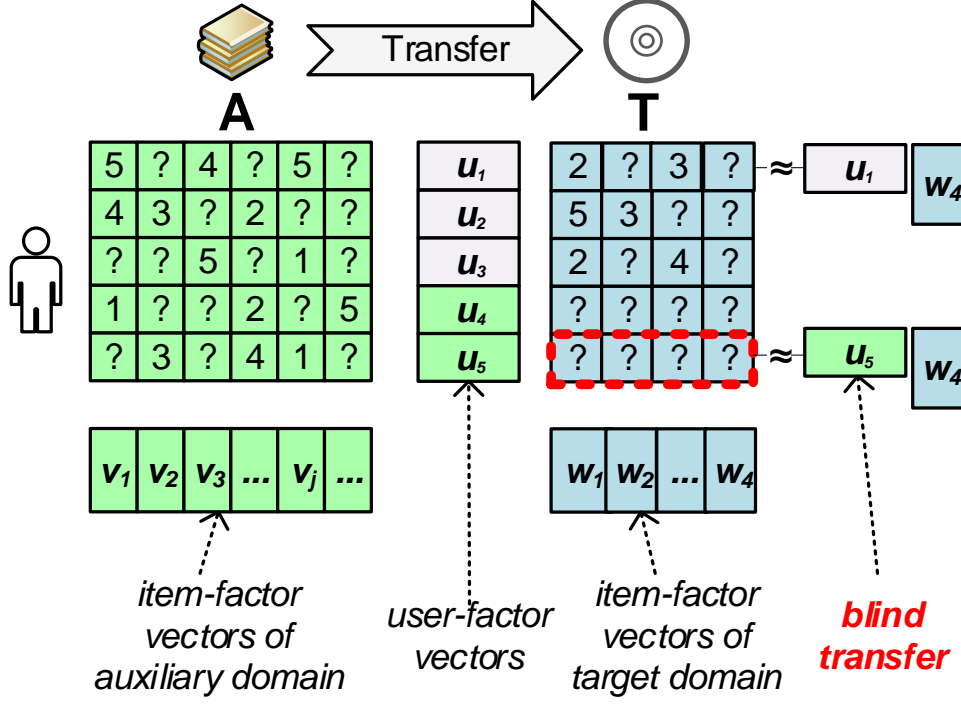 Transfer
A T
5 ? 4 ? 5 ? u1 2 ? 3 ? ≈ u1 w4
4 3 ? 2 ? ? u2 5 3 ? ?
? ? 5 ? 1 ? u3 2 ? 4 ?
1 ? ? 2 ? 5 u4 ? ? ? ?
? 3 ? 4 1 ? u5 ? ? ? ? ≈ u5 w4
v1 v2 v3 ... vj ... w1 w2 ... w4
item-factor
vectors of
auxiliary domain
user-factor
vectors
item-factor
vectors of
target domain
blind
transfer